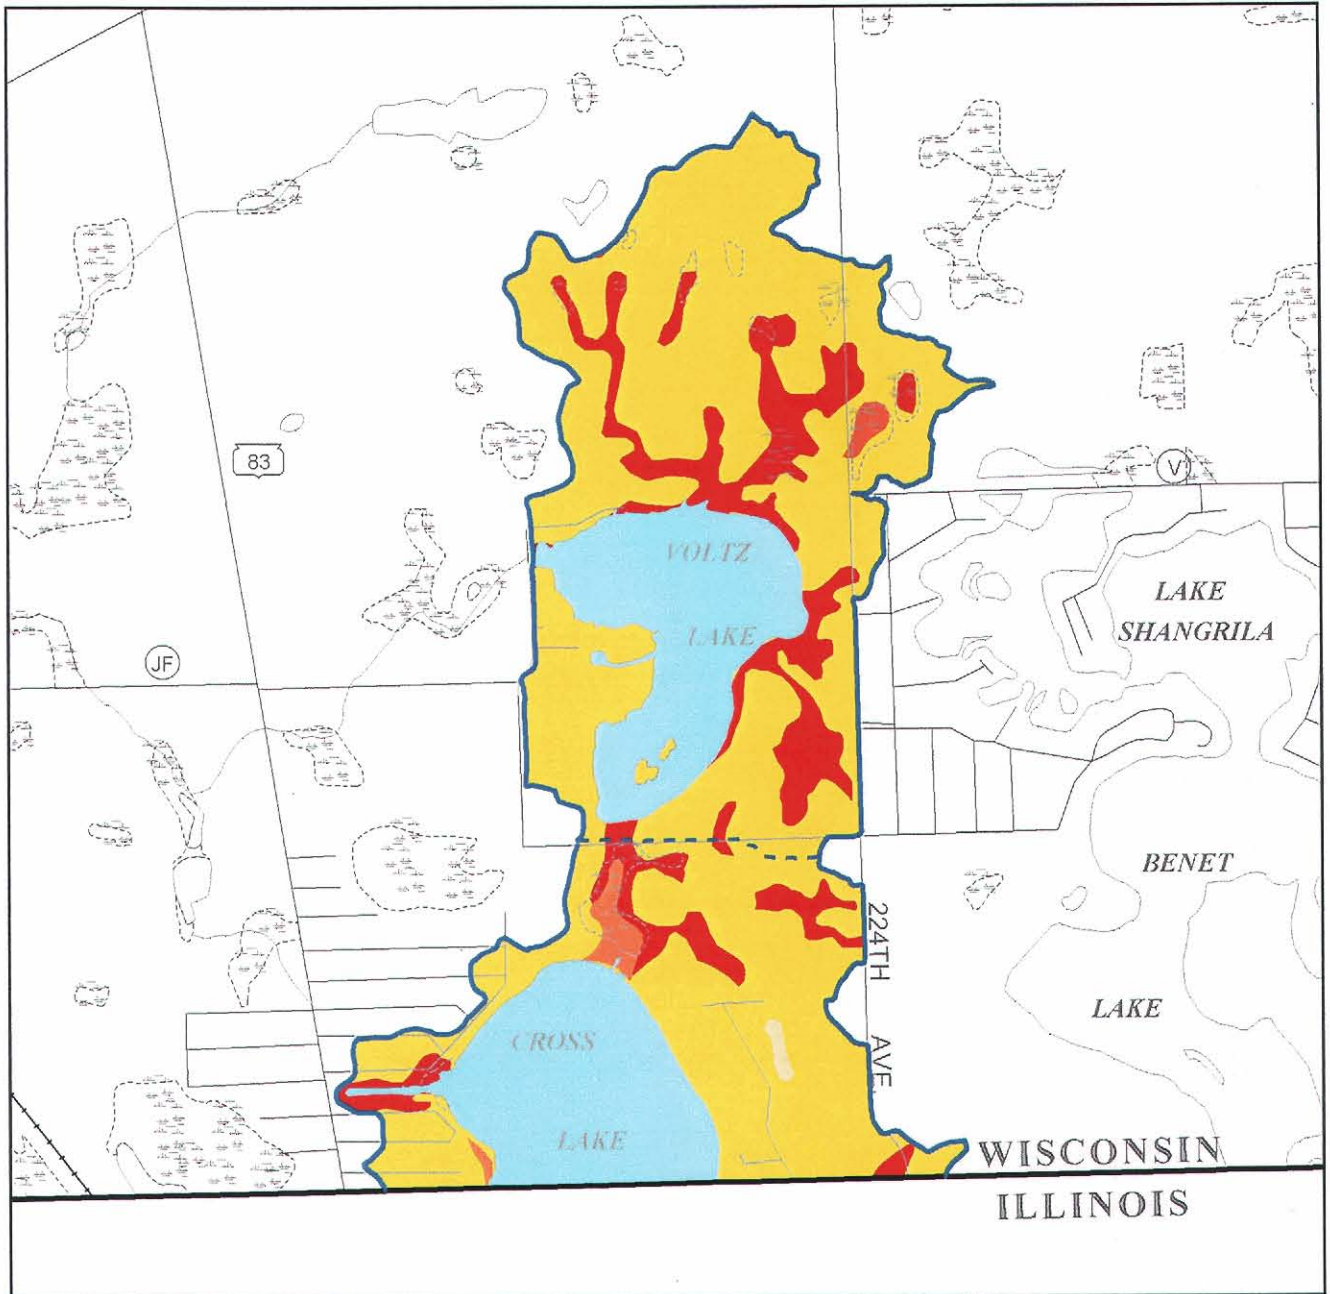 83
V
VOLTZ
LAKE
LAKE
SHANGRILA
JF
BENET
224TH AVE.
LAKE
CROSS
LAKE
WISCONSIN
ILLINOIS